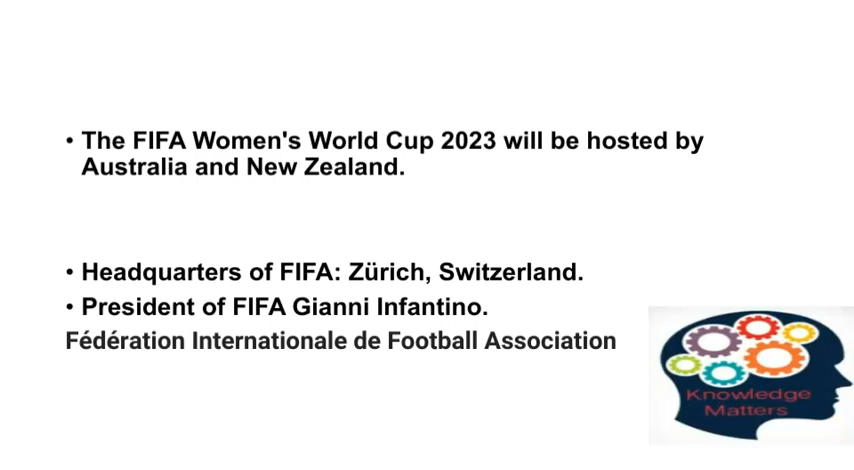 • The FIFA Women's World Cup 2023 will be hosted by
Australia and New Zealand.
• Headquarters of FIFA: Zürich, Switzerland.
• President of FIFA Gianni Infantino.
Fédération Internationale de Football Association
Knowledge
Matters